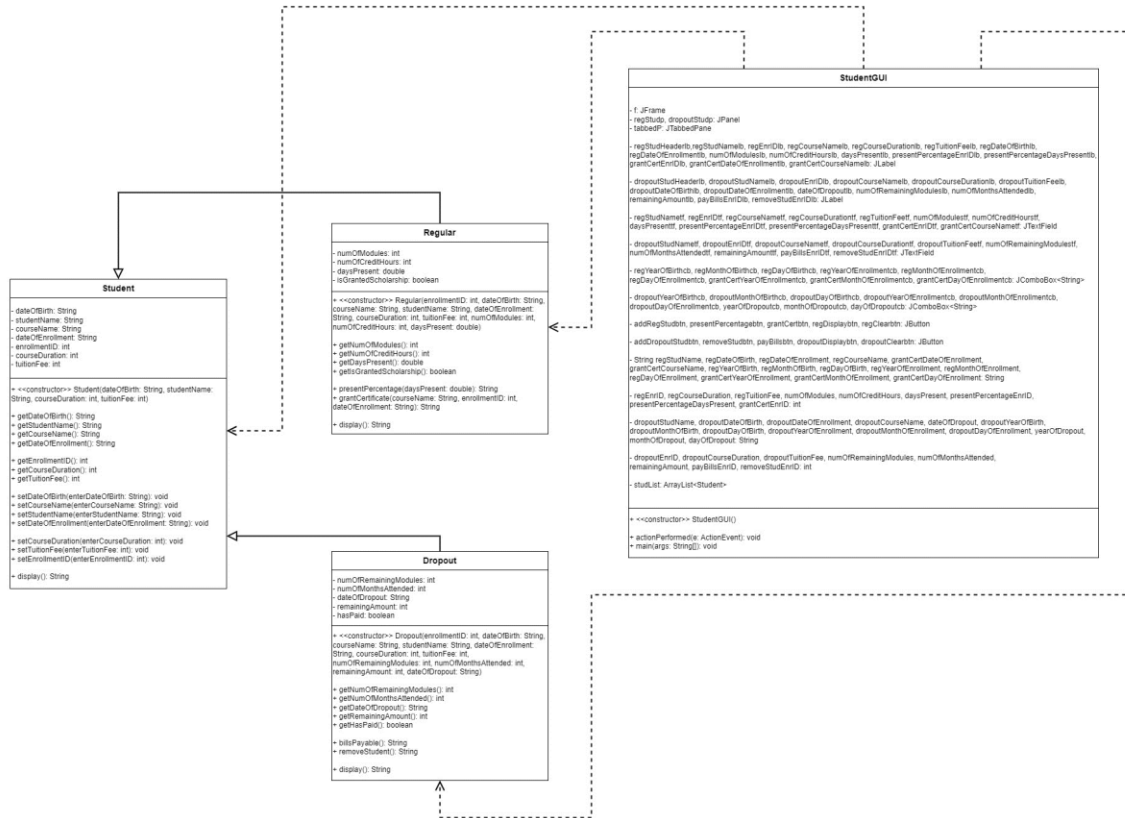 Student
- dateOfBirth: String
- studentName: String
- courseName: String
- dateOfEnrollment: String
- enrollmentID: int
- courseDuration: int
- tuitionFee: int
+ <<constructor>> Student(dateOfBirth: String, studentName:
String, courseDuration: int, tuitionFee: int)
+ getDateOfBirth(): String
+ getStudentName(): String
+ getCourseName(): String
+ getDateOfEnrollment(): String
+ getEnrollmentID(): int
+ getCourseDuration(): int
+ getTuitionFee(): int
+ setDateOfBirth(enterDateOfBirth: String): void
+ setCourseName(enterCourseName: String): void
+ setStudentName(enterStudentName: String): void
+ setDateOfEnrollment(enterDateOfEnrollment: String): void
+ setCourseDuration(enterCourseDuration: int): void
+ setTuitionFee(enterTuitionFee: int): void
+ setEnrollmentID(enterEnrollmentID: int): void
+ display(): String
Regular
- numOfModules: int
- numOfCreditHours: int
- daysPresent: double
- isGrantedScholarship: boolean
+ <<constructor>> Regular(enrollmentID: int, dateOfBirth: String,
courseName: String, studentName: String, dateOfEnrollment:
String, courseDuration: int, tuitionFee: int, numOfModules: int,
numOfCreditHours: int, daysPresent: double)
+ getNumOfModules(): int
+ getNumOfCreditHours(): int
+ getDaysPresent(): double
+ getIsGrantedScholarship(): boolean
+ presentPercentage(daysPresent: double): String
+ grantCertificate(courseName: String, enrollmentID: int,
dateOfEnrollment: String): String
+ display(): String
Dropout
- numOfRemainingModules: int
- numOfMonthsAttended: int
- dateOfDropout: String
- remainingAmount: int
- hasPaid: boolean
+ <<constructor>> Dropout(enrollmentID: int, dateOfBirth: String,
courseName: String, studentName: String, dateOfEnrollment:
String, courseDuration: int, tuitionFee: int,
numOfRemainingModules: int, numOfMonthsAttended: int,
remainingAmount: int, dateOfDropout: String)
+ getNumOfRemainingModules(): int
+ getNumOfMonthsAttended(): int
+ getDateOfDropout(): String
+ getRemainingAmount(): int
+ getHasPaid(): boolean
+ billsPayable(): String
+ removeStudent(): String
+ display(): String
StudentGUI
- f: JFrame
- regStudp, dropoutStudp: JPanel
- tabbedP: JTabbedPane
- regStudHeaderlb,regStudNamelb, regEnrIDlb, regCourseNamelb, regCourseDurationlb, regTuitionFeelb, regDateOfBirthlb,
regDateOfEnrollmentlb, numOfModuleslb, numOfCreditHourslb, daysPresentlb, presentPercentageEnrIDlb, presentPercentageDaysPresentlb,
grantCertEnrIDlb, grantCertDateOfEnrollmentlb, grantCertCourseNamelb: JLabel
- dropoutStudHeaderlb, dropoutStudNamelb, dropoutEnrIDlb, dropoutCourseNamelb, dropoutCourseDurationlb, dropoutTuitionFeelb,
dropoutDateOfBirthlb, dropoutDateOfEnrollmentlb, dateOfDropoutlb, numOfRemainingModuleslb, numOfMonthsAttendedlb,
remainingAmountlb, payBillsEnrIDlb, removeStudEnrIDlb: JLabel
- regStudNametf, regEnrIDtf, regCourseNametf, regCourseDurationtf, regTuitionFeetf, numOfModulestf, numOfCreditHourstf,
daysPresenttf, presentPercentageEnrIDtf, presentPercentageDaysPresenttf, grantCertEnrIDtf, grantCertCourseNametf: JTextField
- dropoutStudNametf, dropoutEnrIDtf, dropoutCourseNametf, dropoutCourseDurationtf, dropoutTuitionFeetf, numOfRemainingModulestf,
numOfMonthsAttendedtf, remainingAmounttf, payBillsEnrIDtf, removeStudEnrIDtf: JTextField
- regYearOfBirthcb, regMonthOfBirthcb, regDayOfBirthcb, regYearOfEnrollmentcb, regMonthOfEnrollmentcb,
regDayOfEnrollmentcb, grantCertYearOfEnrollmentcb, grantCertMonthOfEnrollmentcb, grantCertDayOfEnrollmentcb: JComboBox<String>
- dropoutYearOfBirthcb, dropoutMonthOfBirthcb, dropoutDayOfBirthcb, dropoutYearOfEnrollmentcb, dropoutMonthOfEnrollmentcb,
dropoutDayOfEnrollmentcb, yearOfDropoutcb, monthOfDropoutcb, dayOfDropoutcb: JComboBox<String>
- addRegStudbtn, presentPercentagebtn, grantCertbtn, regDisplaybtn, regClearbtn: JButton
- addDropoutStudbtn, removeStudbtn, payBillsbtn, dropoutDisplaybtn, dropoutClearbtn: JButton
- String regStudName, regDateOfBirth, regDateOfEnrollment, regCourseName, grantCertDateOfEnrollment,
grantCertCourseName, regYearOfBirth, regMonthOfBirth, regDayOfBirth, regYearOfEnrollment, regMonthOfEnrollment,
regDayOfEnrollment, grantCertYearOfEnrollment, grantCertMonthOfEnrollment, grantCertDayOfEnrollment: String
- regEnrID, regCourseDuration, regTuitionFee, numOfModules, numOfCreditHours, daysPresent, presentPercentageEnrID,
presentPercentageDaysPresent, grantCertEnrID: int
- dropoutStudName, dropoutDateOfBirth, dropoutDateOfEnrollment, dropoutCourseName, dateOfDropout, dropoutYearOfBirth,
dropoutMonthOfBirth, dropoutDayOfBirth, dropoutYearOfEnrollment, dropoutMonthOfEnrollment, dropoutDayOfEnrollment, yearOfDropout,
monthOfDropout, dayOfDropout: String
- dropoutEnrID, dropoutCourseDuration, dropoutTuitionFee, numOfRemainingModules, numOfMonthsAttended,
remainingAmount, payBillsEnrID, removeStudEnrID: int
- studList: ArrayList<Student>
+ <<constructor>> StudentGUI()
+ actionPerformed(e: ActionEvent): void
+ main(args: String[]): void